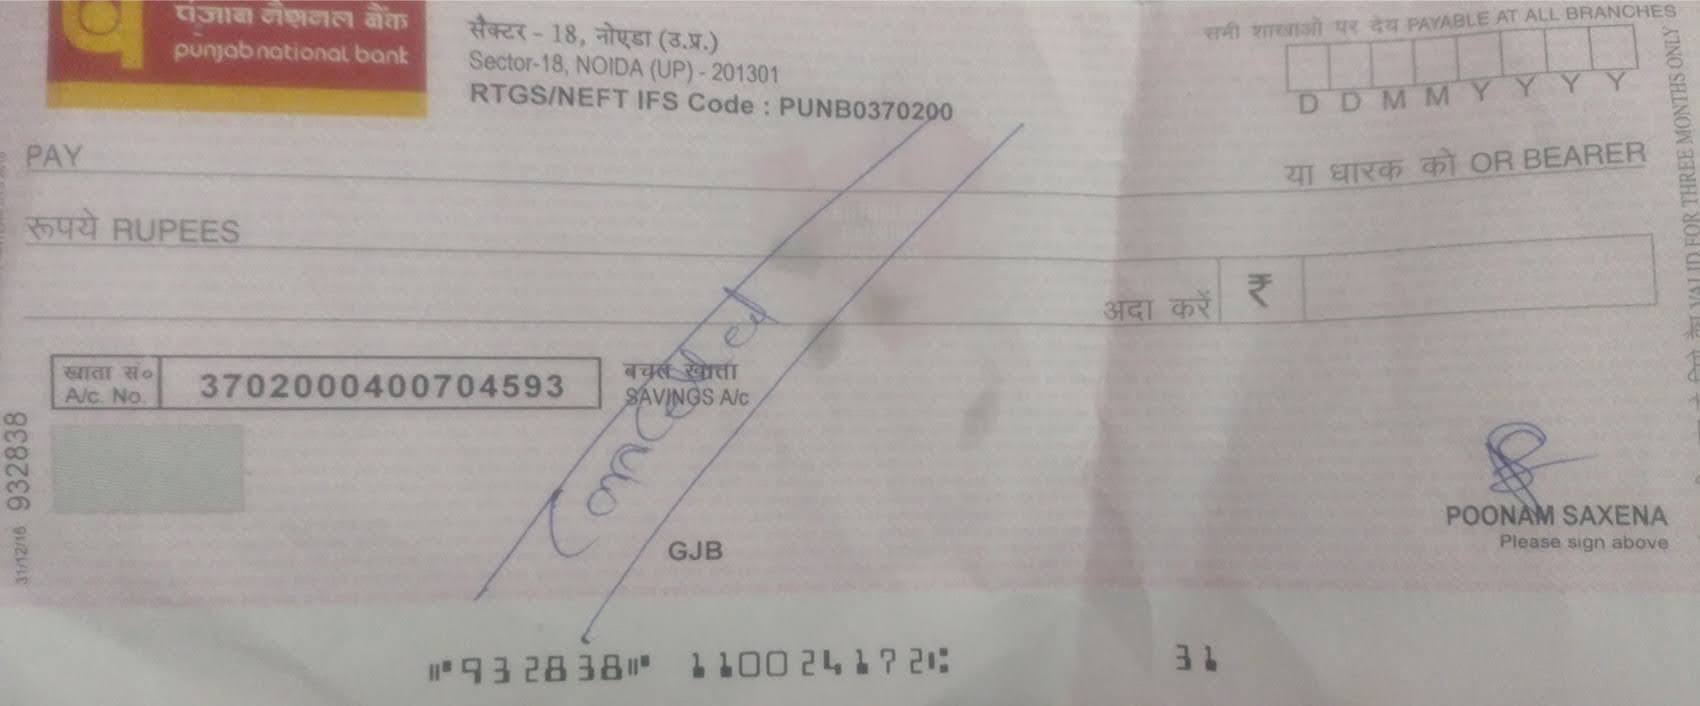 पंजाब नैशनल बैंक
punjab national bank
सैक्टर - 18, नोएडा (उ.प्र.)
Sector-18, NOIDA (UP) - 201301
RTGS/NEFT IFS Code : PUNB0370200
सभी शाखाओं पर देय PAYABLE AT ALL BRANCHES
D D M M Y Y Y Y
PAY
या धारक को OR BEARER
रूपये RUPEES
अदा करें ₹
खाता सं० A/c. No. 3702000400704593
बचत खाता
SAVINGS A/c
Cancelled
GJB
POONAM SAXENA
Please sign above
31/12/16 932838
VALID FOR THREE MONTHS ONLY
⑈932838⑈ 110024172⑆ 31